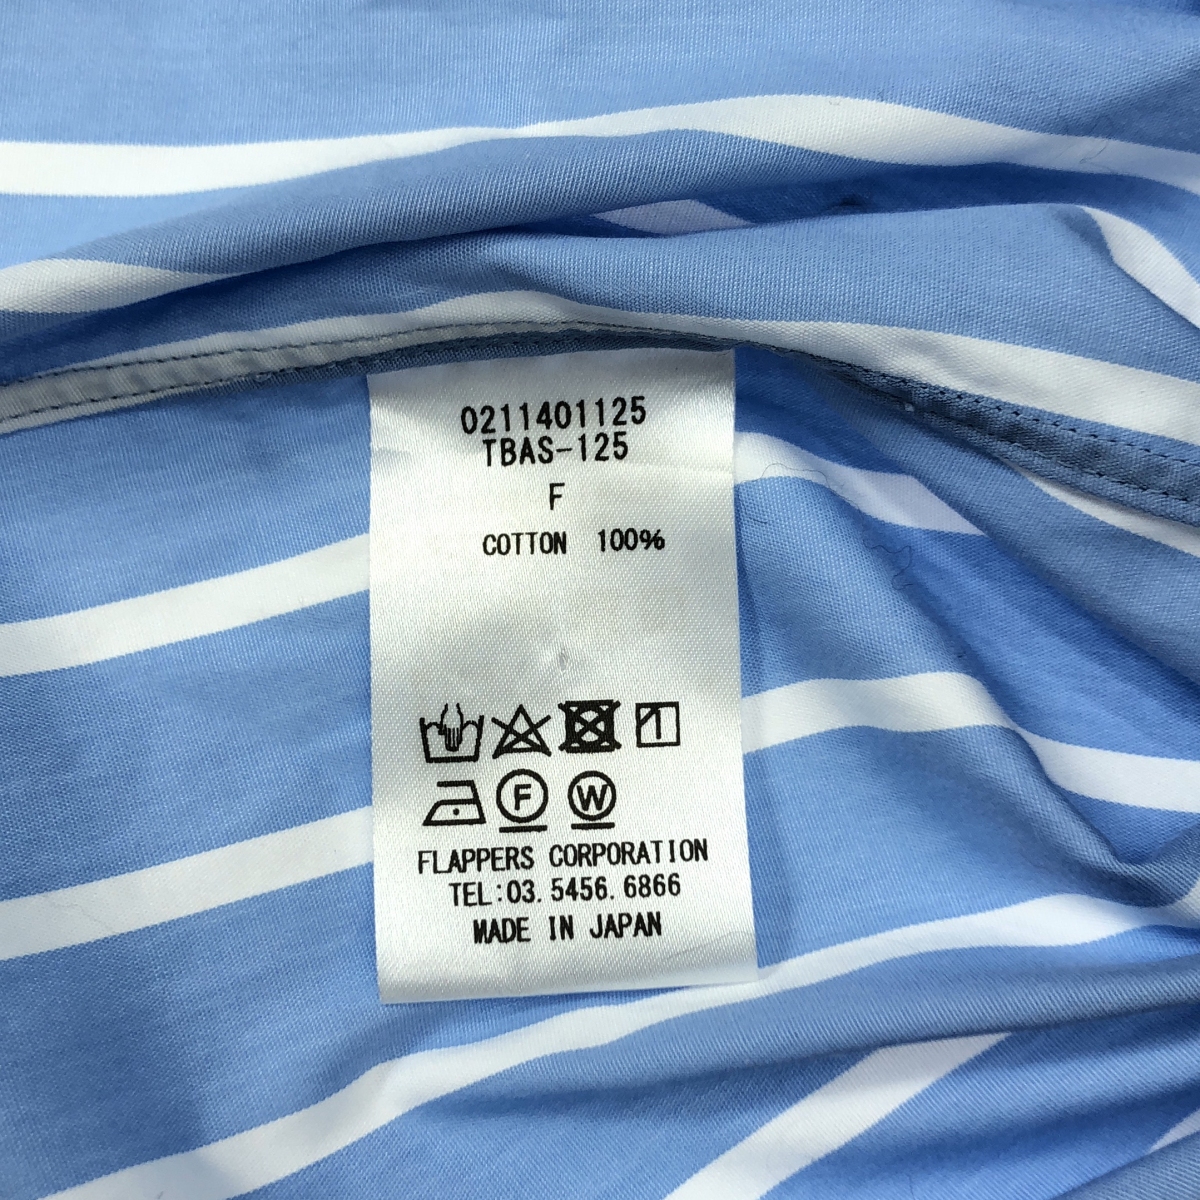 0211401125
TBAS-125
F
COTTON 100%
F W
FLAPPERS CORPORATION
TEL:03. 5456. 6866
MADE IN JAPAN